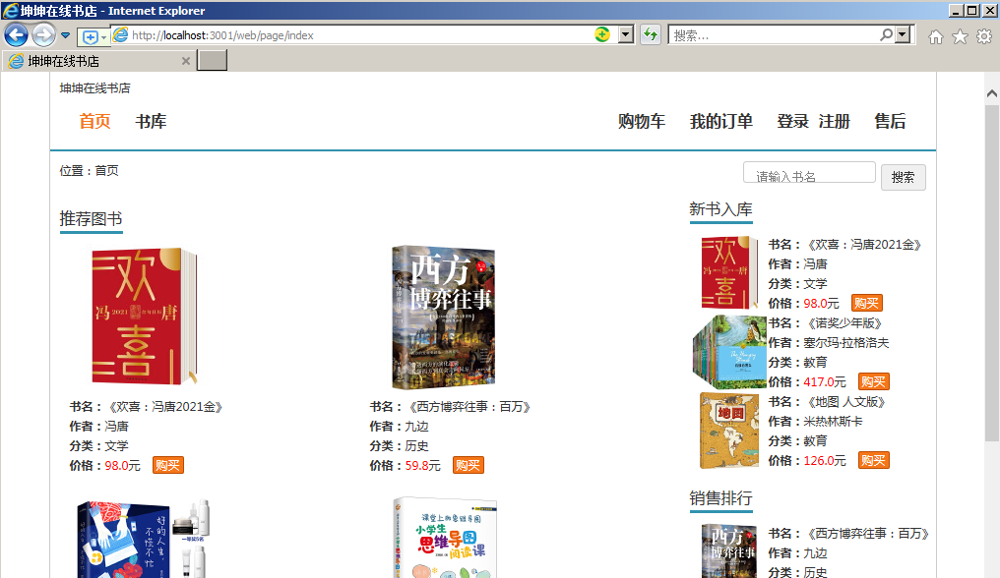 坤坤在线书店 - Internet Explorer
http://localhost:3001/web/page/index
搜索...
坤坤在线书店
坤坤在线书店
首页 书库 购物车 我的订单 登录 注册 售后
位置：首页
请输入书名 搜索
推荐图书
欢喜
冯 2021 唐
书名：《欢喜：冯唐2021金》
作者：冯唐
分类：文学
价格：98.0元 购买
西方
博弈往事
书名：《西方博弈往事：百万》
作者：九边
分类：历史
价格：59.8元 购买
好的人生，
不慌不忙
课堂上的思维导图
小学生
思维导图
阅读课
新书入库
欢喜
冯 唐
书名：《欢喜：冯唐2021金》
作者：冯唐
分类：文学
价格：98.0元 购买
书名：《诺奖少年版》
作者：塞尔玛·拉格洛夫
分类：教育
价格：417.0元 购买
地图
书名：《地图 人文版》
作者：米热林斯卡
分类：教育
价格：126.0元 购买
销售排行
西方
博弈往事
书名：《西方博弈往事：百万》
作者：九边
分类：历史